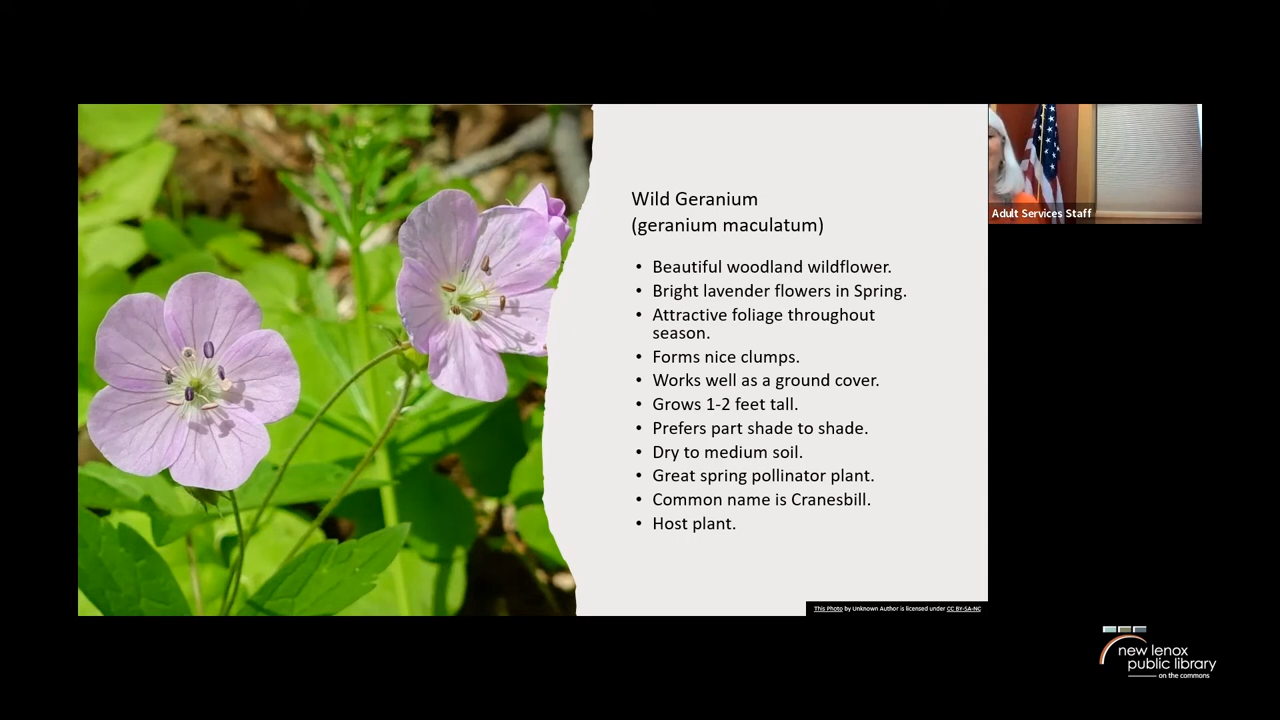 Wild Geranium
(geranium maculatum)
• Beautiful woodland wildflower.
• Bright lavender flowers in Spring.
• Attractive foliage throughout
season.
• Forms nice clumps.
• Works well as a ground cover.
• Grows 1-2 feet tall.
• Prefers part shade to shade.
• Dry to medium soil.
• Great spring pollinator plant.
• Common name is Cranesbill.
• Host plant.
This Photo by Unknown Author is licensed under CC BY-SA-NC
Adult Services Staff
new lenox
public library
on the commons